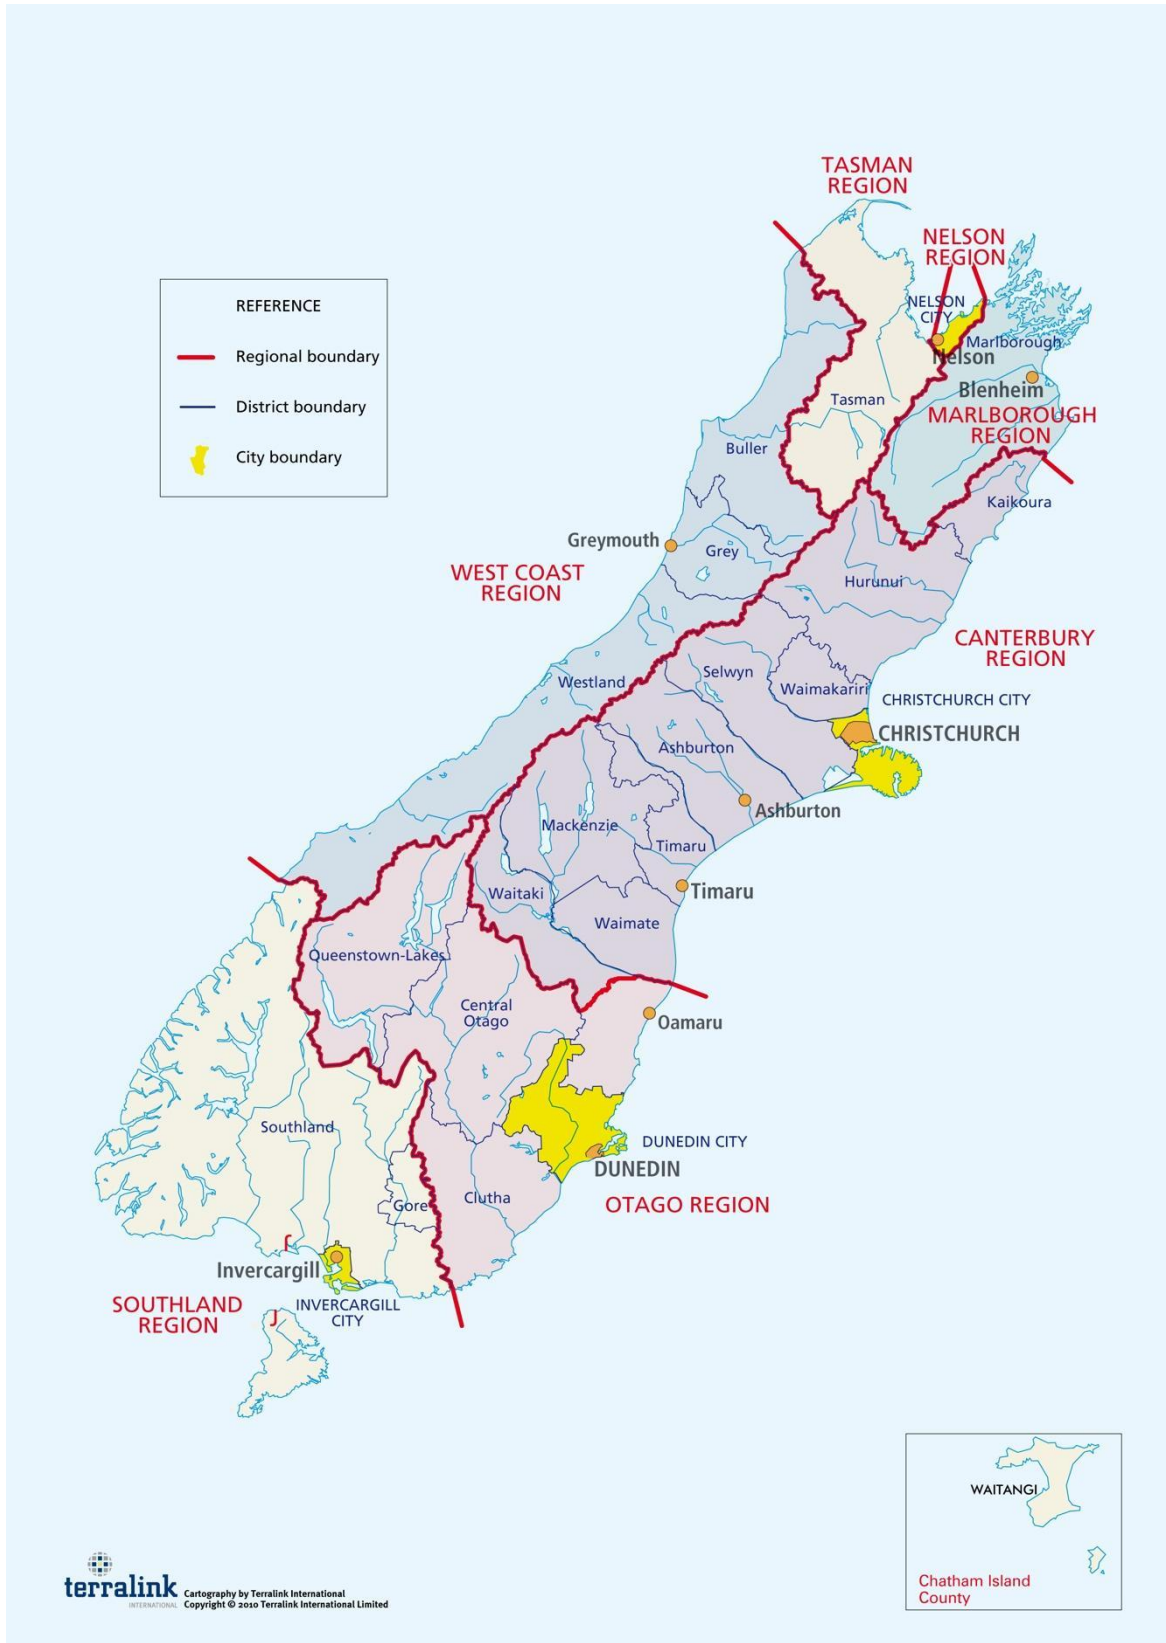 TASMAN
REGION
NELSON
REGION
REFERENCE
Regional boundary
District boundary
City boundary
NELSON
CITY
Marlborough
Nelson
Blenheim
Tasman
MARLBOROUGH
REGION
Buller
Kaikoura
Greymouth
Grey
WEST COAST
REGION
Hurunui
CANTERBURY
REGION
Selwyn
Westland
Waimakariri
CHRISTCHURCH CITY
CHRISTCHURCH
Ashburton
Ashburton
Mackenzie
Timaru
Timaru
Waitaki
Waimate
Queenstown-Lakes
Central
Otago
Oamaru
Southland
DUNEDIN CITY
DUNEDIN
Clutha
Gore
OTAGO REGION
Invercargill
SOUTHLAND
REGION
INVERCARGILL
CITY
WAITANGI
Chatham Island
County
terralink
INTERNATIONAL
Cartography by Terralink International
Copyright © 2010 Terralink International Limited